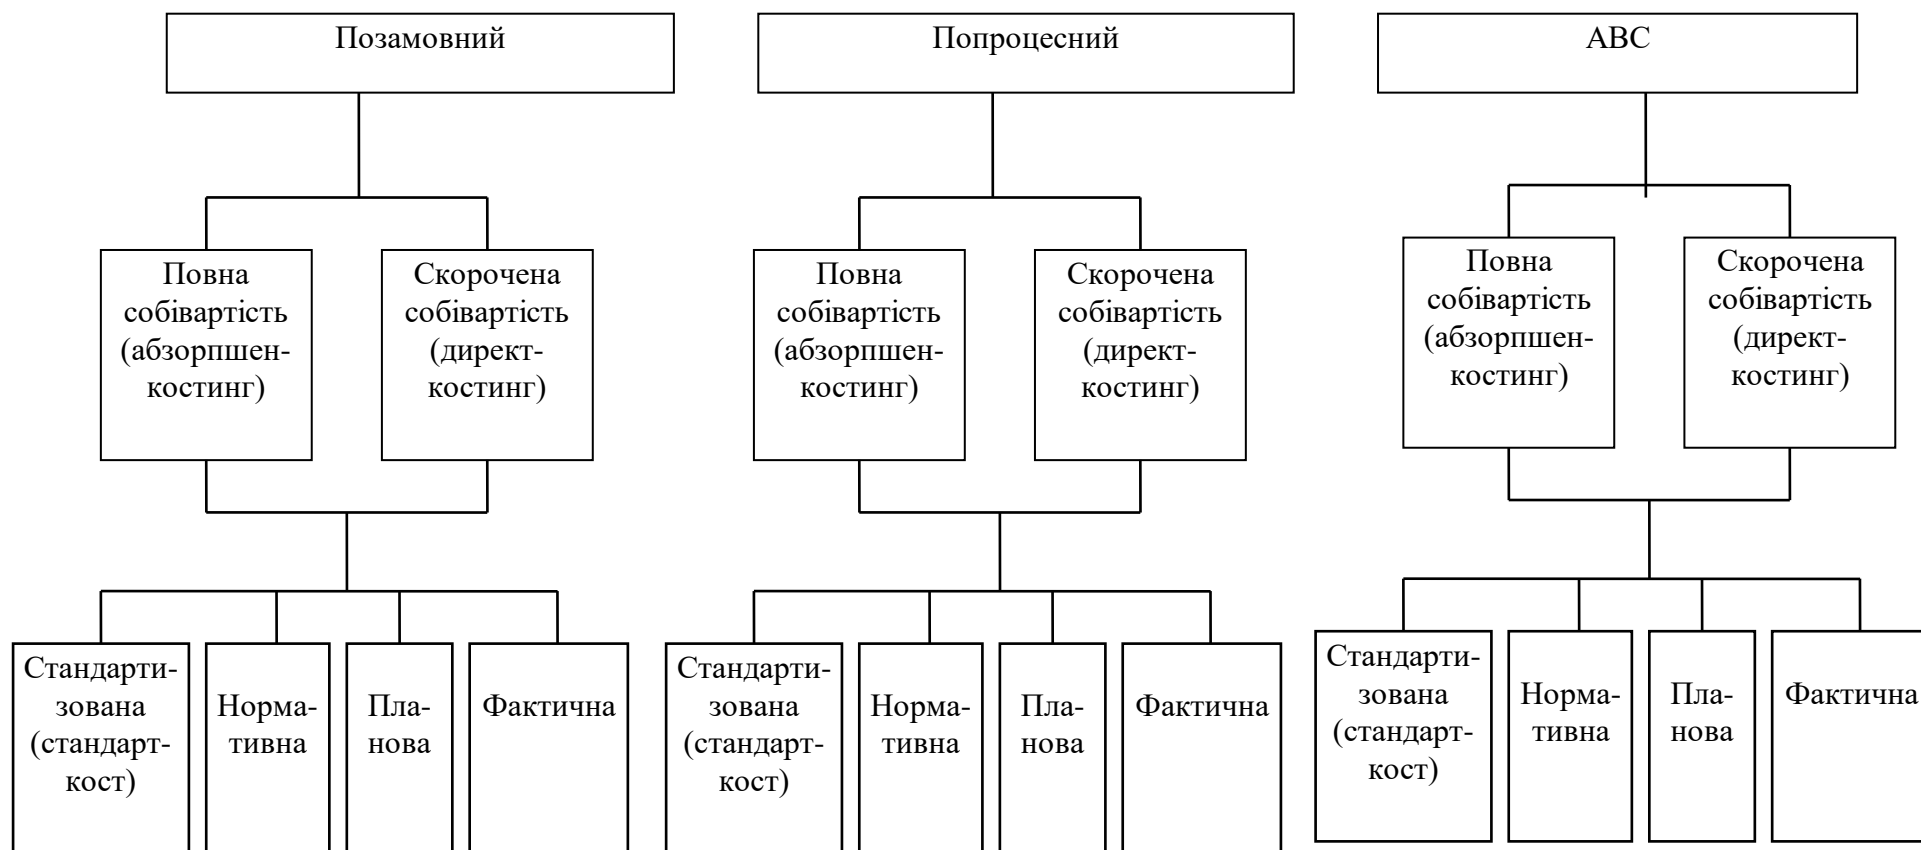 Позамовний
Попроцесний
АВС
Повна
собівартість
(абзорпшен-
костинг)
Скорочена
собівартість
(директ-
костинг)
Повна
собівартість
(абзорпшен-
костинг)
Скорочена
собівартість
(директ-
костинг)
Повна
собівартість
(абзорпшен-
костинг)
Скорочена
собівартість
(директ-
костинг)
Стандарти-
зована
(стандарт-
кост)
Норма-
тивна
Пла-
нова
Фактична
Стандарти-
зована
(стандарт-
кост)
Норма-
тивна
Пла-
нова
Фактична
Стандарти-
зована
(стандарт-
кост)
Норма-
тивна
Пла-
нова
Фактична